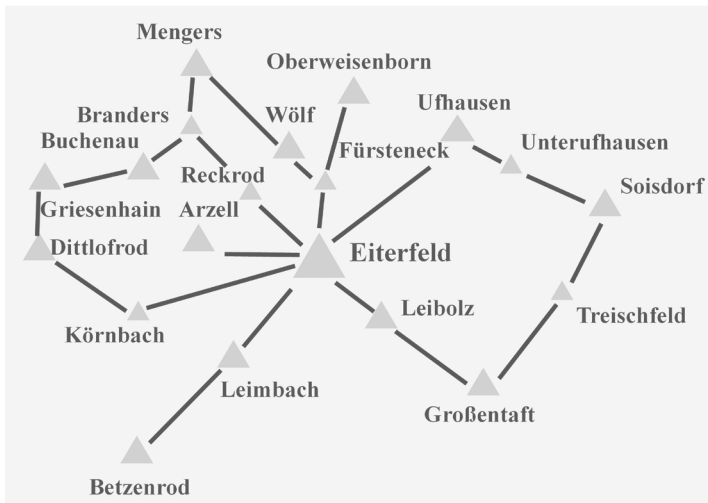 Mengers
Oberweisenborn
Branders
Wölf
Ufhausen
Buchenau
Fürsteneck
Unterufhausen
Reckrod
Soisdorf
Griesenhain
Arzell
Dittlofrod
Eiterfeld
Leibolz
Treischfeld
Körnbach
Leimbach
Großentaft
Betzenrod